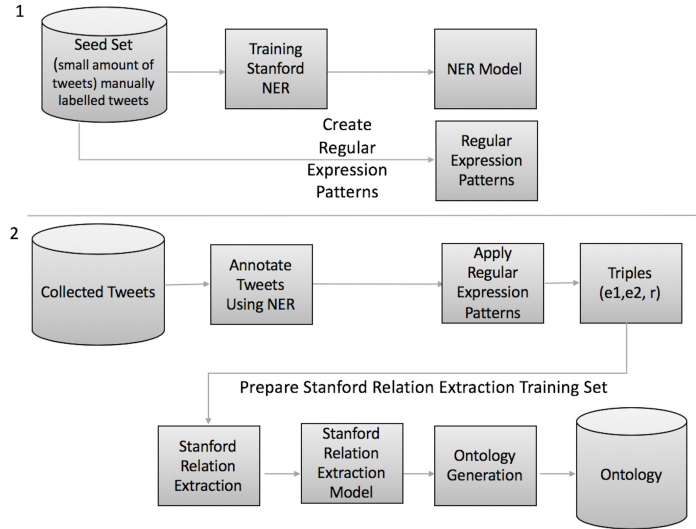 1
Seed Set
(small amount of
tweets) manually
labelled tweets
Training
Stanford
NER
NER Model
Create
Regular
Expression
Patterns
Regular
Expression
Patterns
2
Collected Tweets
Annotate
Tweets
Using NER
Apply
Regular
Expression
Patterns
Triples
(e1,e2, r)
Prepare Stanford Relation Extraction Training Set
Stanford
Relation
Extraction
Stanford
Relation
Extraction
Model
Ontology
Generation
Ontology